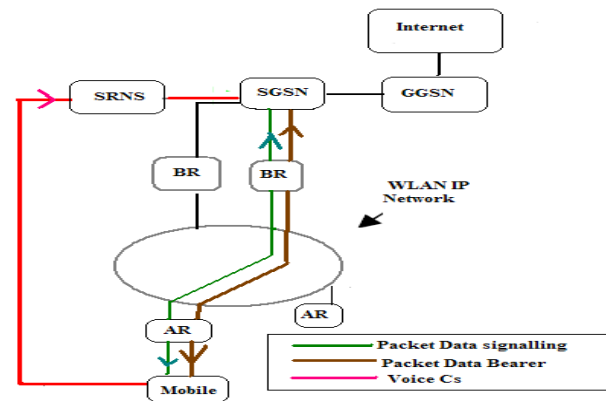 Internet
SRNS
SGSN
GGSN
BR
BR
WLAN IP
Network
AR
AR
Mobile
Packet Data signalling
Packet Data Bearer
Voice Cs